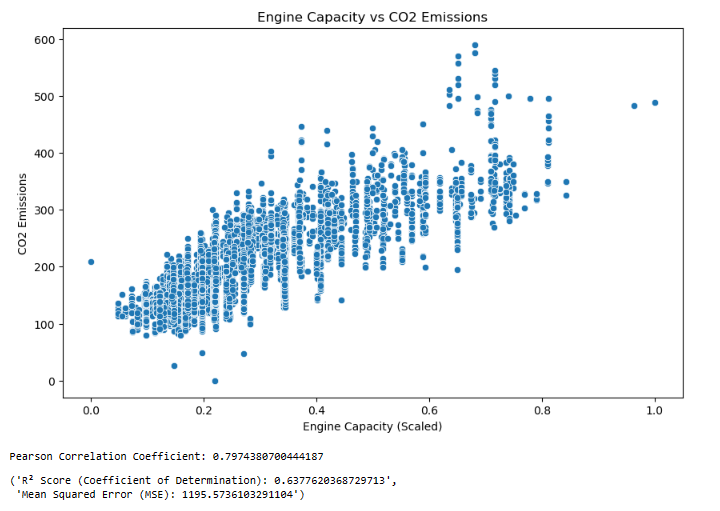 Engine Capacity vs CO2 Emissions
600
500
400
300
200
100
0
CO2 Emissions
0.0 0.2 0.4 0.6 0.8 1.0
Engine Capacity (Scaled)
Pearson Correlation Coefficient: 0.7974380700444187
('R² Score (Coefficient of Determination): 0.6377620368729713',
'Mean Squared Error (MSE): 1195.5736103291104')